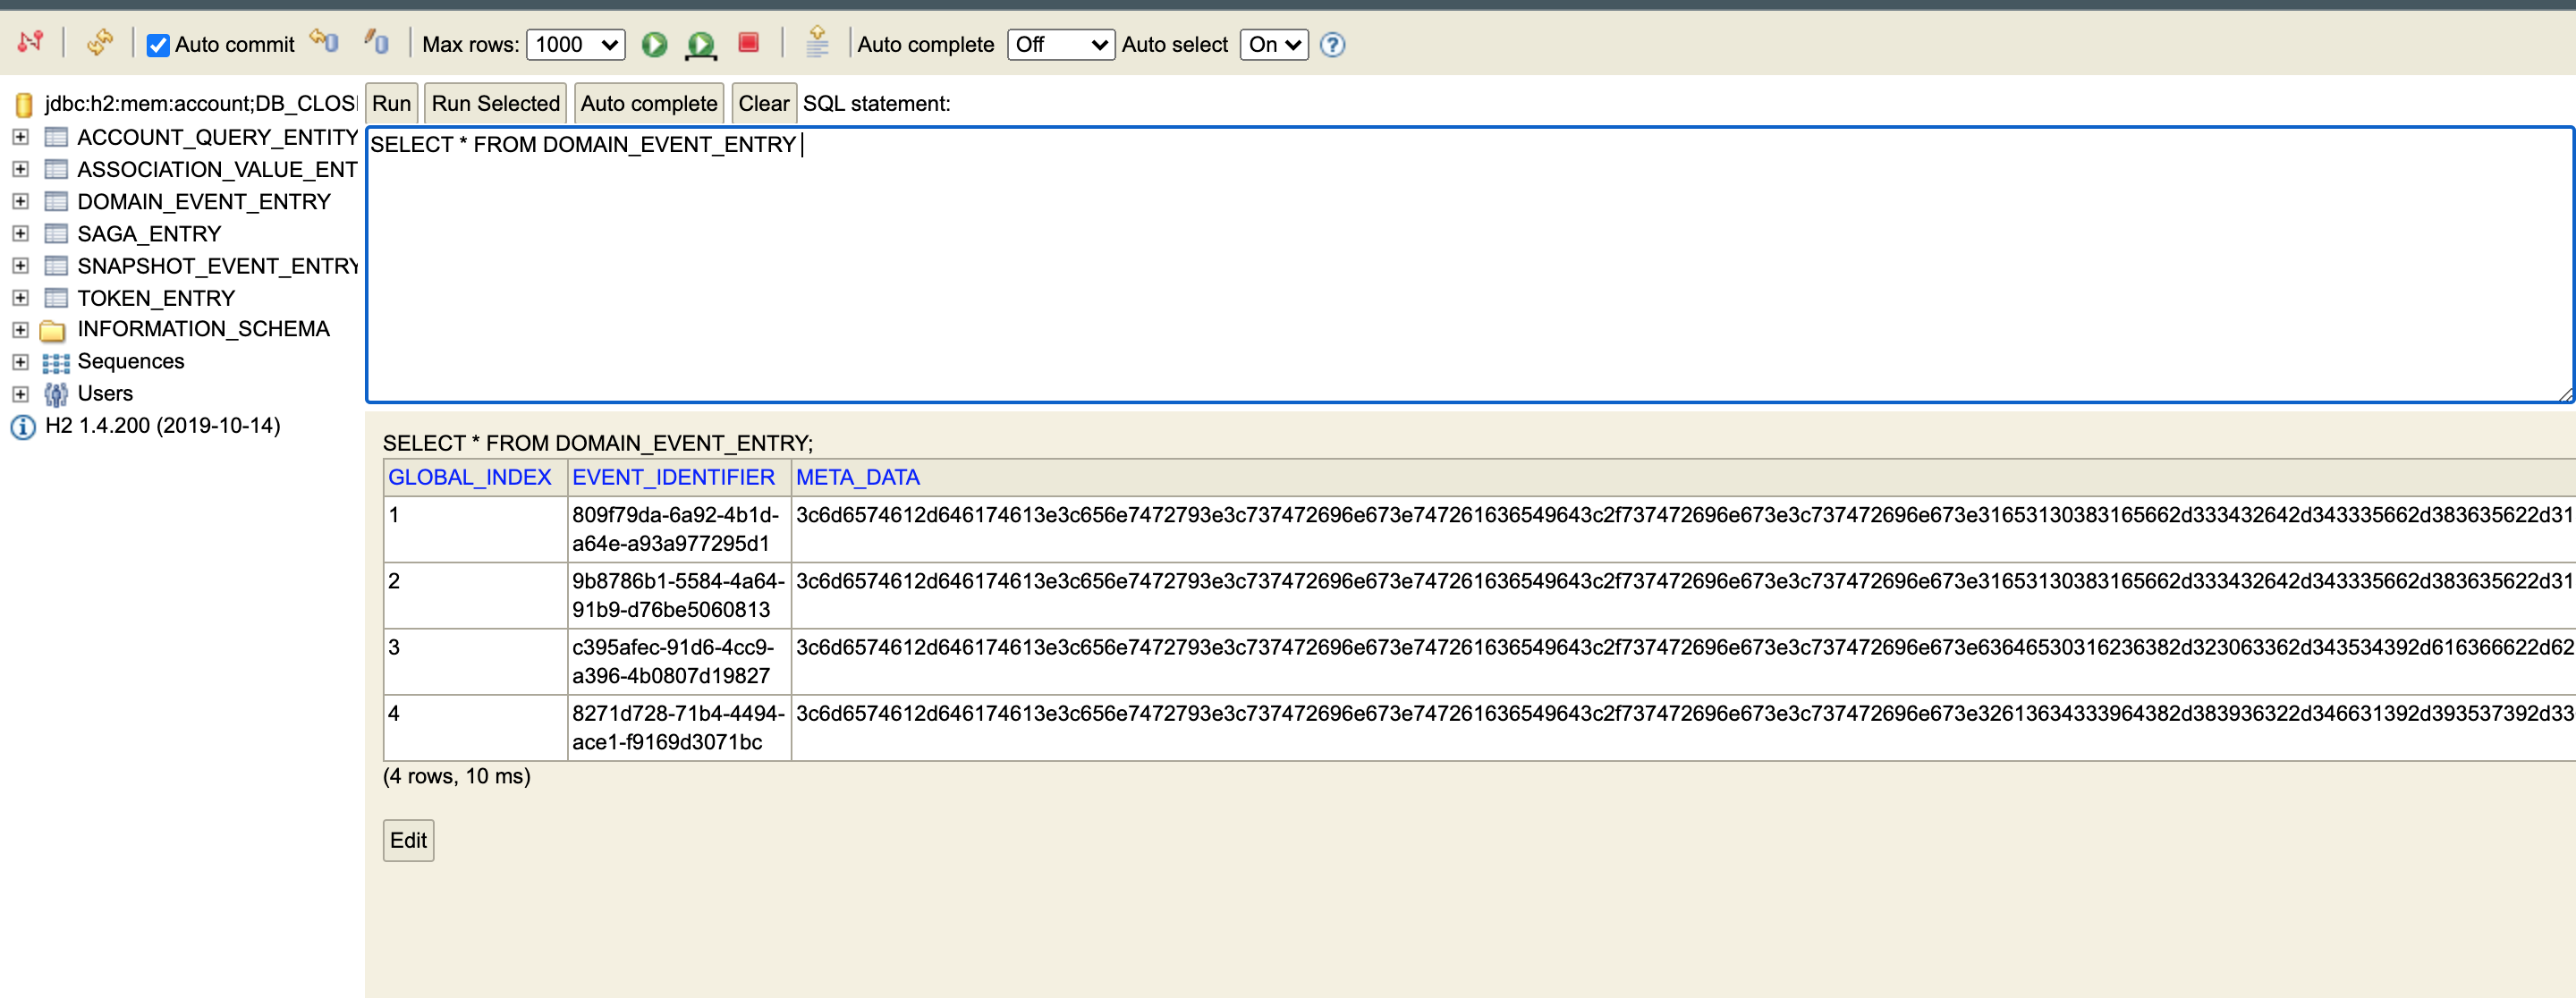 Auto commit Max rows: 1000 Auto complete Off Auto select On
jdbc:h2:mem:account;DB_CLOS
ACCOUNT_QUERY_ENTITY
ASSOCIATION_VALUE_ENT
DOMAIN_EVENT_ENTRY
SAGA_ENTRY
SNAPSHOT_EVENT_ENTRY
TOKEN_ENTRY
INFORMATION_SCHEMA
Sequences
Users
H2 1.4.200 (2019-10-14)
Run Run Selected Auto complete Clear SQL statement:
SELECT * FROM DOMAIN_EVENT_ENTRY
SELECT * FROM DOMAIN_EVENT_ENTRY;
GLOBAL_INDEX EVENT_IDENTIFIER META_DATA
1 809f79da-6a92-4b1d- 3c6d6574612d646174613e3c656e7472793e3c737472696e673e747261636549643c2f737472696e673e3c737472696e673e31653130383165662d333432642d343335662d383635622d31
a64e-a93a977295d1
2 9b8786b1-5584-4a64- 3c6d6574612d646174613e3c656e7472793e3c737472696e673e747261636549643c2f737472696e673e3c737472696e673e31653130383165662d333432642d343335662d383635622d31
91b9-d76be5060813
3 c395afec-91d6-4cc9- 3c6d6574612d646174613e3c656e7472793e3c737472696e673e747261636549643c2f737472696e673e3c737472696e673e63646530316236382d323063362d343534392d616366622d62
a396-4b0807d19827
4 8271d728-71b4-4494- 3c6d6574612d646174613e3c656e7472793e3c737472696e673e747261636549643c2f737472696e673e3c737472696e673e32613634333964382d383936322d346631392d393537392d33
ace1-f9169d3071bc
(4 rows, 10 ms)
Edit